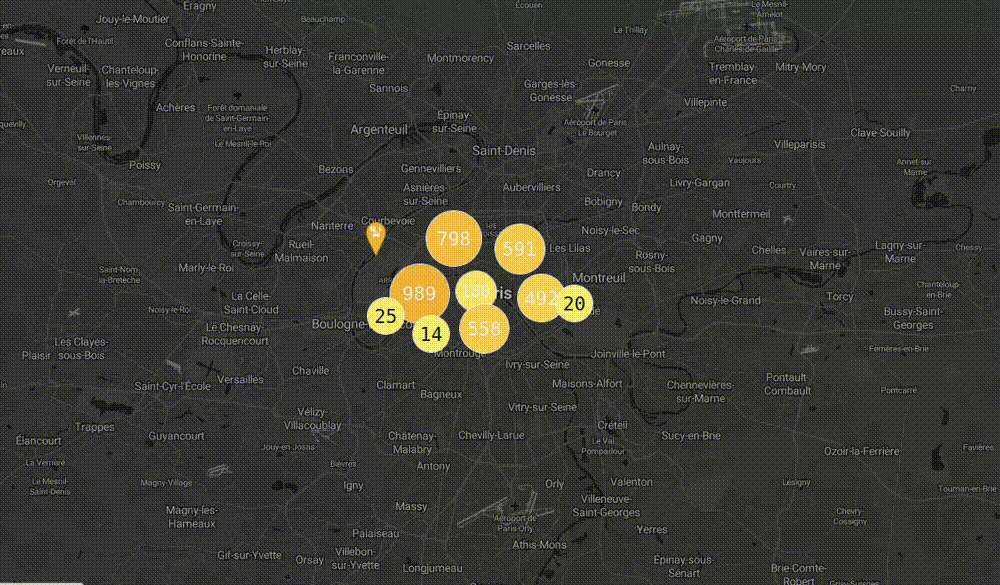 Éragny
Écouen
Le Mesnil-
Amelot
Jouy-le-Moutier
Beaumchamp
Le Thillay
Forêt de l'Hautil
Conflans-Sainte-
Honorine
Herblay-
sur-Seine
Franconville-
la-Garenne
Montmorency
Sarcelles
Gonesse
Aéroport de Paris-
Charles-de-Gaulle
Tremblay-
en-France
Mitry-Mory
Verneuil-
sur-Seine
Chanteloup-
les-Vignes
Sannois
Garges-lès-
Gonesse
Villepinte
Charny
Achères
Forêt domaniale
de Saint-Germain-
en-Laye
Argenteuil
Épinay-
sur-Seine
Aéroport de Paris
Le Bourget
Claye-Souilly
Villennes-
sur-Seine
Le Mesnil-le-Roi
Saint-Denis
Aulnay-
sous-Bois
Villeparisis
Vaujours
Poissy
Bezons
Gennevilliers
Drancy
Annet-sur-
Marne
Orgeval
Asnières-
sur-Seine
Aubervilliers
Livry-Gargan
Courtry
Chambourcy
Saint-Germain-
en-Laye
Nanterre
Courbevoie
Bobigny
Bondy
Montfermeil
Croissy-
sur-Seine
Rueil-
Malmaison
798
591
Les Lilas
Noisy-le-Sec
Gagny
Chelles
Vaires-sur-
Marne
Lagny-sur-
Marne
Chessy
Saint-Nom-
la-Bretèche
Marly-le-Roi
Rosny-
sous-Bois
Montreuil
La Celle-
Saint-Cloud
989
180
ris
492
20
Noisy-le-Grand
Torcy
Chanteloup-
en-Brie
Bussy-Saint-
Georges
Le Chesnay-
Rocquencourt
25
14
558
Les Clayes-
sous-Bois
Plaisir
Montrouge
Ivry-sur-Seine
Joinville-le-Pont
Ferrières-en-Brie
Saint-Cyr-l'École
Versailles
Chaville
Clamart
Bagneux
Maisons-Alfort
Chennevières-
sur-Marne
Pontault-
Combault
Pontcarré
Vélizy-
Villacoublay
Vitry-sur-Seine
Trappes
Guyancourt
Jouy-en-Josas
Châtenay-
Malabry
Chevilly-Larue
Créteil
Le Val
Pompadour
Sucy-en-Brie
Élancourt
Ozoir-la-Ferrière
Favières
La Verrière
Bièvres
Antony
Le Mesnil-
Saint-Denis
Magny-Village
Igny
Orly
Valenton
Lésigny
Tournan-en-Brie
Magny-les-
Hameaux
Massy
Aéroport de
Paris-Orly
Villeneuve-
Saint-Georges
Chevry-
Cossigny
Palaiseau
Athis-Mons
Yerres
Gif-sur-Yvette
Orsay
Villebon-
sur-Yvette
Longjumeau
Épinay-sous-
Sénart
Brie-Comte-
Robert